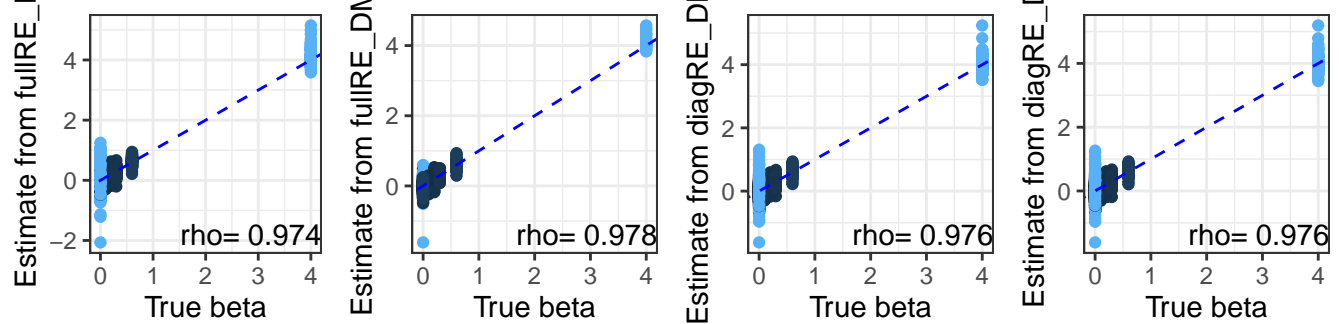 Estimate from fullRE_
4
2
0
−2
rho= 0.974
0 1 2 3 4
True beta
Estimate from fullRE_DM
4
2
0
rho= 0.978
0 1 2 3 4
True beta
Estimate from diagRE_DM
4
2
0
rho= 0.976
0 1 2 3 4
True beta
Estimate from diagRE_D
4
2
0
rho= 0.976
0 1 2 3 4
True beta